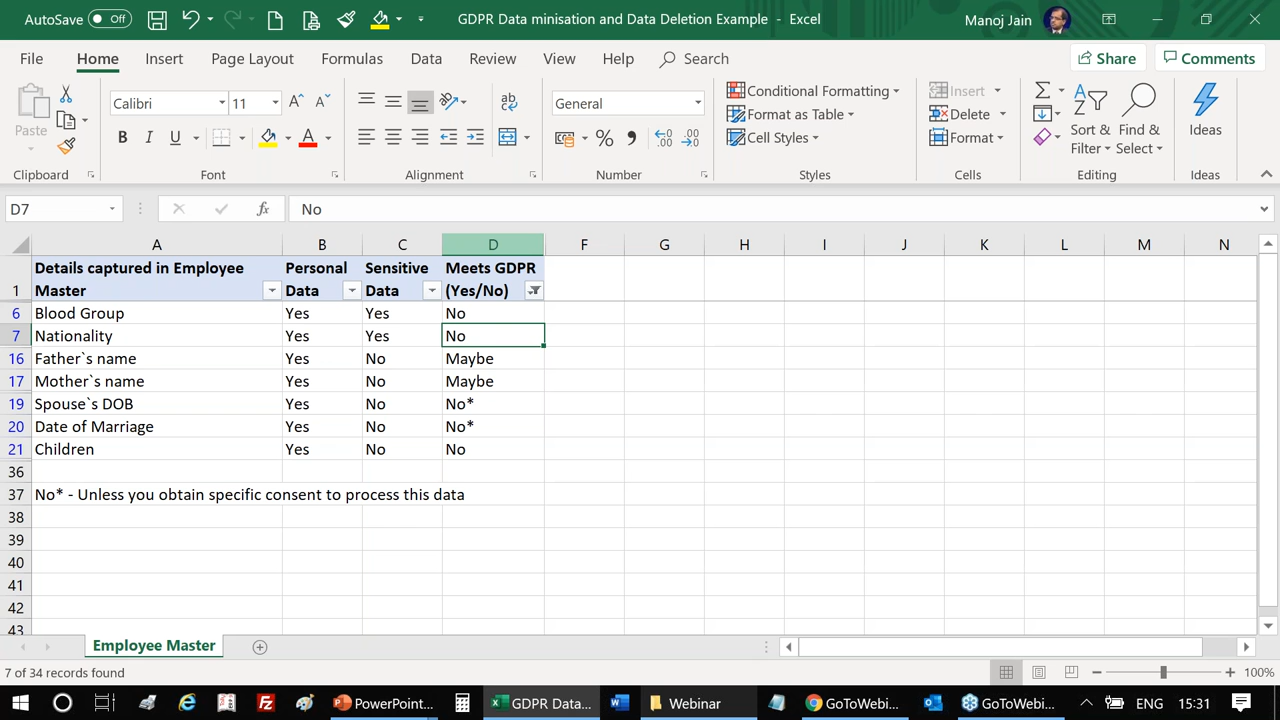 AutoSave Off GDPR Data minisation and Data Deletion Example - Excel Manoj Jain
File Home Insert Page Layout Formulas Data Review View Help Search Share Comments
Paste Calibri 11 General Conditional Formatting Format as Table Cell Styles Insert Delete Format Sort & Filter Find & Select Ideas
Clipboard Font Alignment Number Styles Cells Editing Ideas
D7 fx No
A B C D F G H I J K L M N
Details captured in Employee Personal Sensitive Meets GDPR
1 Master Data Data (Yes/No)
6 Blood Group Yes Yes No
7 Nationality Yes Yes No
16 Father`s name Yes No Maybe
17 Mother`s name Yes No Maybe
19 Spouse`s DOB Yes No No*
20 Date of Marriage Yes No No*
21 Children Yes No No
36
37 No* - Unless you obtain specific consent to process this data
38
39
40
41
42
43
Employee Master
7 of 34 records found 100%
PowerPoint... GDPR Data... Webinar GoToWebi... GoToWebi... ENG 15:31